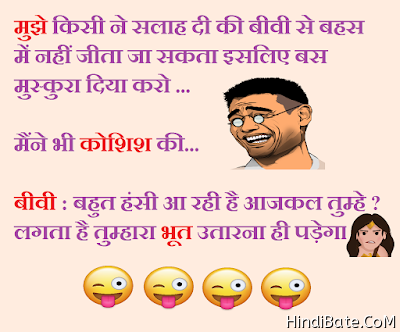 मुझे किसी ने सलाह दी की बीवी से बहस
में नहीं जीता जा सकता इसलिए बस
मुस्कुरा दिया करो ...
मैंने भी कोशिश की...
बीवी : बहुत हंसी आ रही है आजकल तुम्हे ?
लगता है तुम्हारा भूत उतारना ही पड़ेगा
HindiBate.CoM